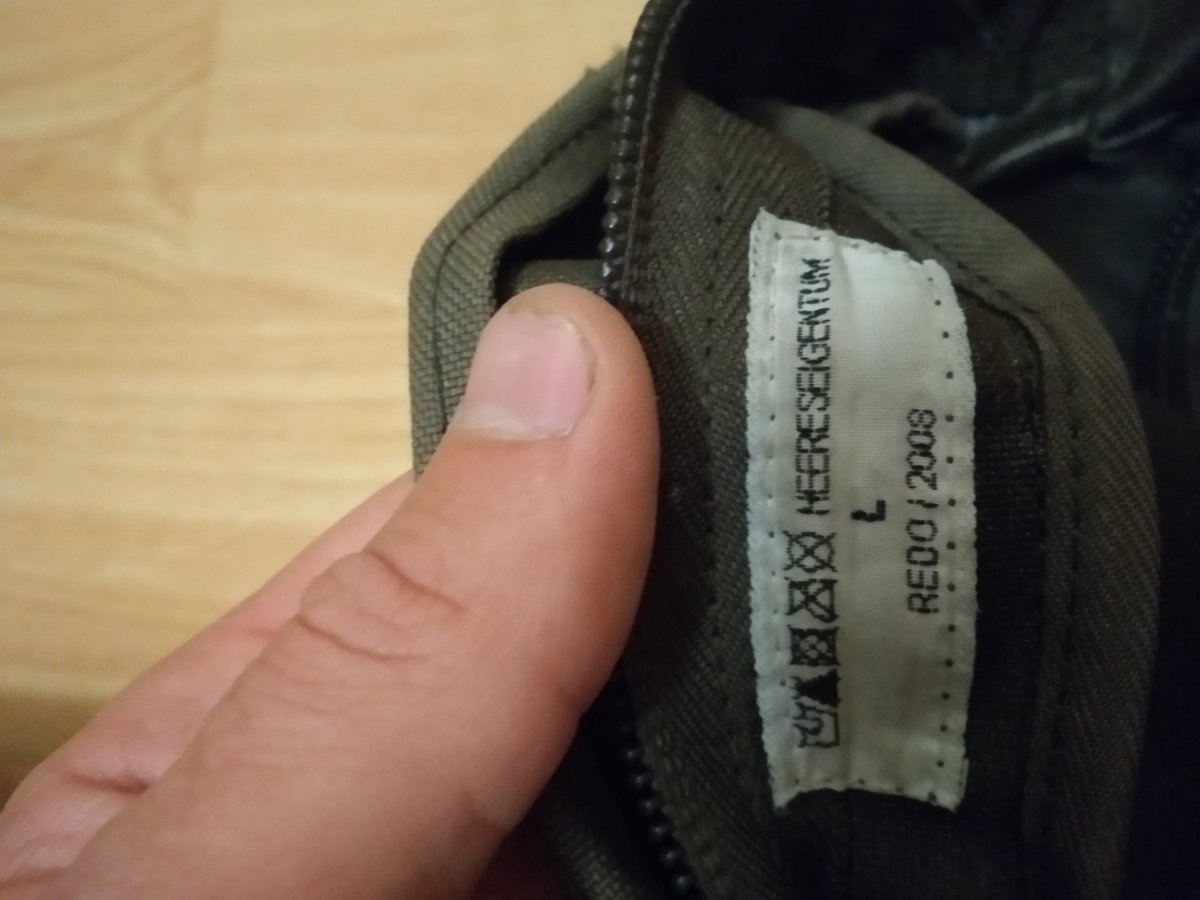 HEERESEIGENTUM
L
REDO / 2008